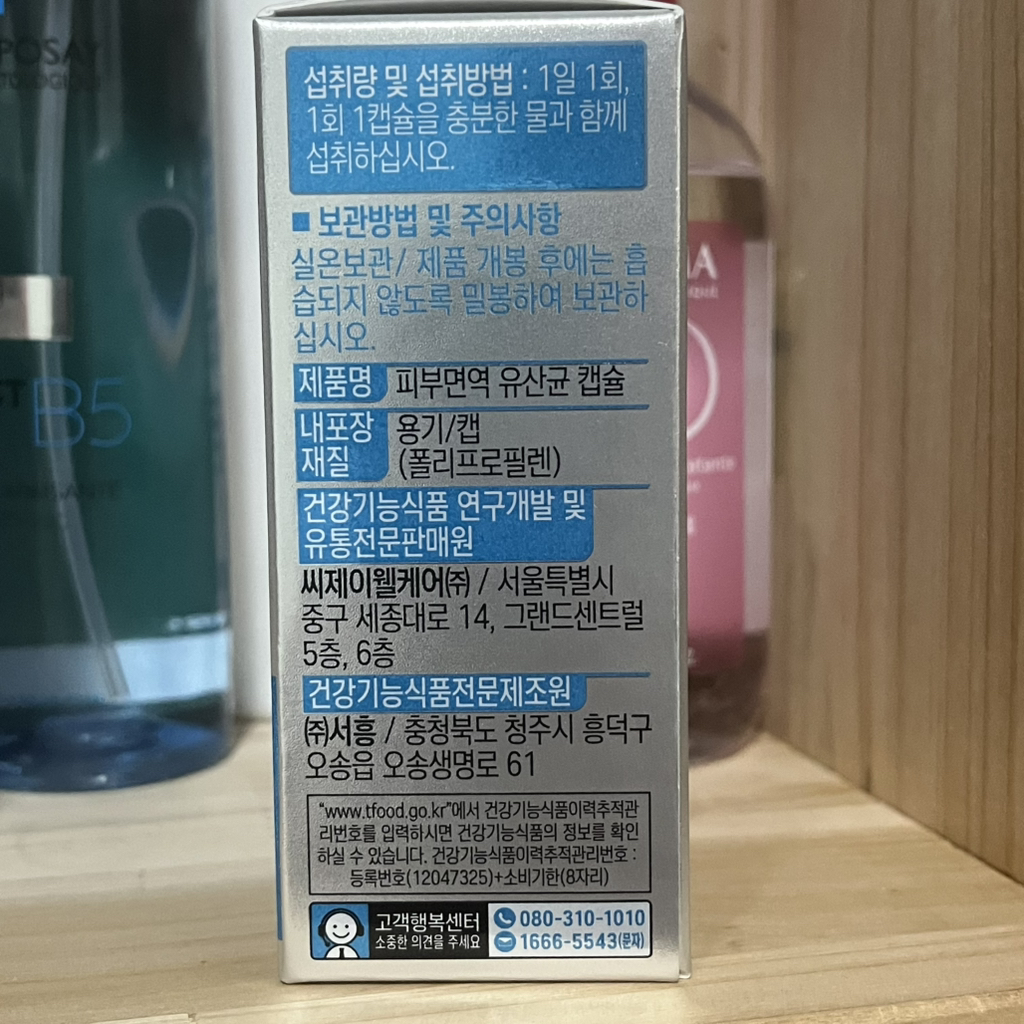 섭취량 및 섭취방법 : 1일 1회,
1회 1캡슐을 충분한 물과 함께
섭취하십시오.
■ 보관방법 및 주의사항
실온보관/ 제품 개봉 후에는 흡
습되지 않도록 밀봉하여 보관하
십시오.
제품명 피부면역 유산균 캡슐
내포장 용기/캡
재질 (폴리프로필렌)
건강기능식품 연구개발 및
유통전문판매원
씨제이웰케어㈜ / 서울특별시
중구 세종대로 14, 그랜드센트럴
5층, 6층
건강기능식품전문제조원
㈜서흥 / 충청북도 청주시 흥덕구
오송읍 오송생명로 61
“www.tfood.go.kr”에서 건강기능식품이력추적관
리번호를 입력하시면 건강기능식품의 정보를 확인
하실 수 있습니다. 건강기능식품이력추적관리번호 :
등록번호(12047325)+소비기한(8자리)
고객행복센터 080-310-1010
소중한 의견을 주세요 1666-5543(문자)
B5